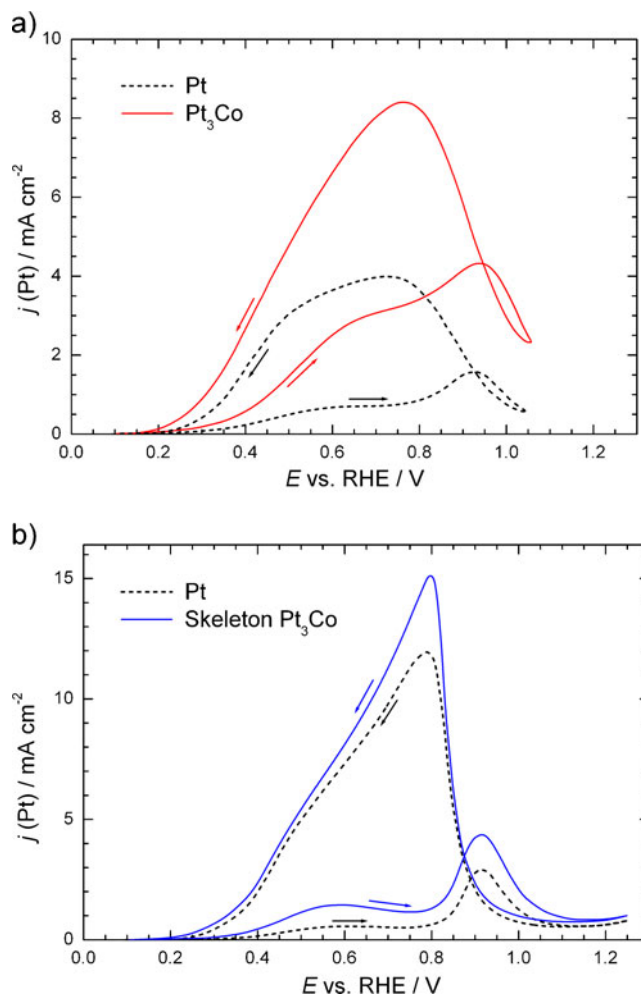 a)
Pt
Pt₃Co
j (Pt) / mA cm⁻²
10
8
6
4
2
0
0.0 0.2 0.4 0.6 0.8 1.0 1.2
E vs. RHE / V
b)
Pt
Skeleton Pt₃Co
j (Pt) / mA cm⁻²
15
10
5
0
0.0 0.2 0.4 0.6 0.8 1.0 1.2
E vs. RHE / V